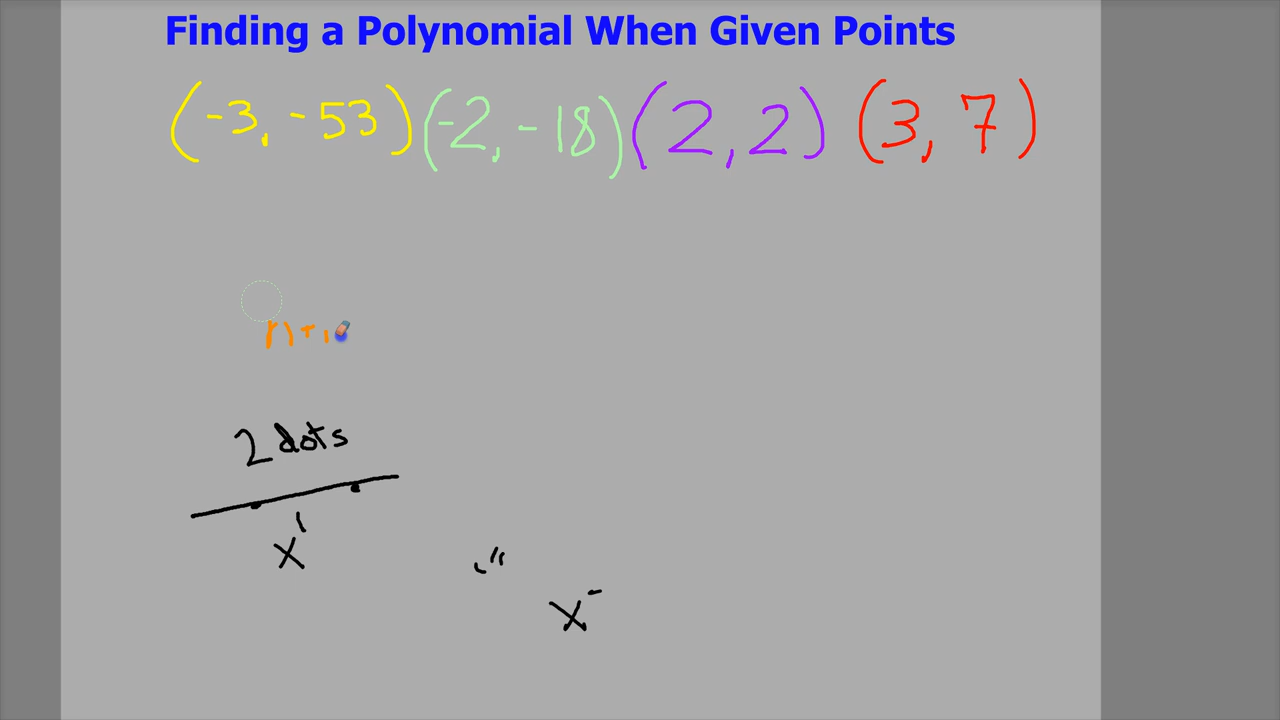 Finding a Polynomial When Given Points
(-3, -53) (-2, -18) (2, 2) (3, 7)
2 dots
x¹